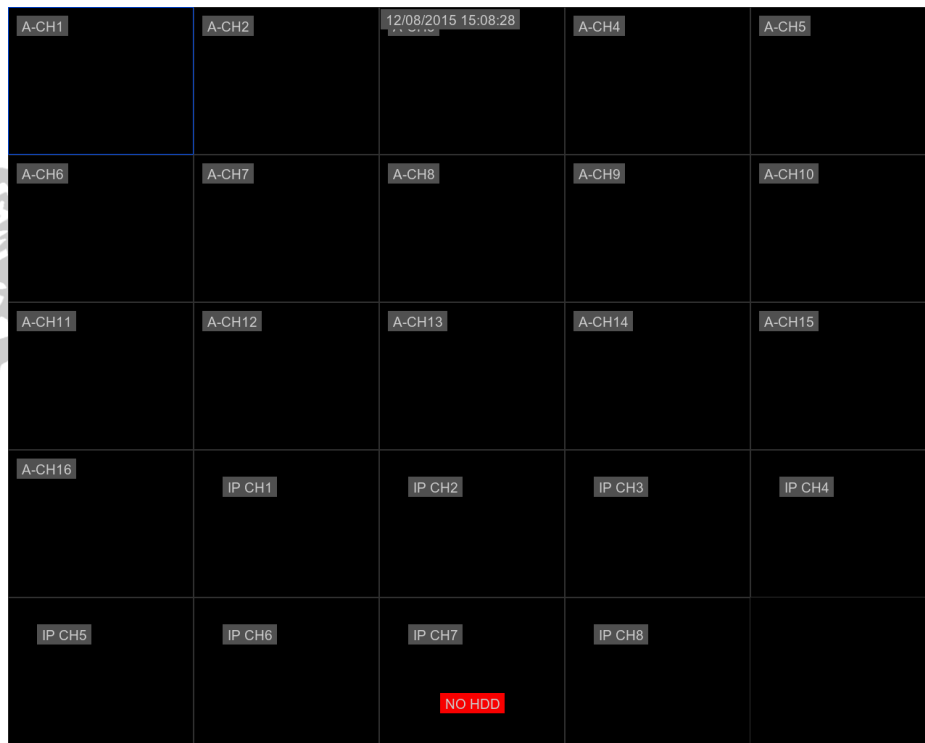 A-CH1
A-CH2
12/08/2015 15:08:28
A-CH4
A-CH5
A-CH6
A-CH7
A-CH8
A-CH9
A-CH10
A-CH11
A-CH12
A-CH13
A-CH14
A-CH15
A-CH16
IP CH1
IP CH2
IP CH3
IP CH4
IP CH5
IP CH6
IP CH7
IP CH8
NO HDD